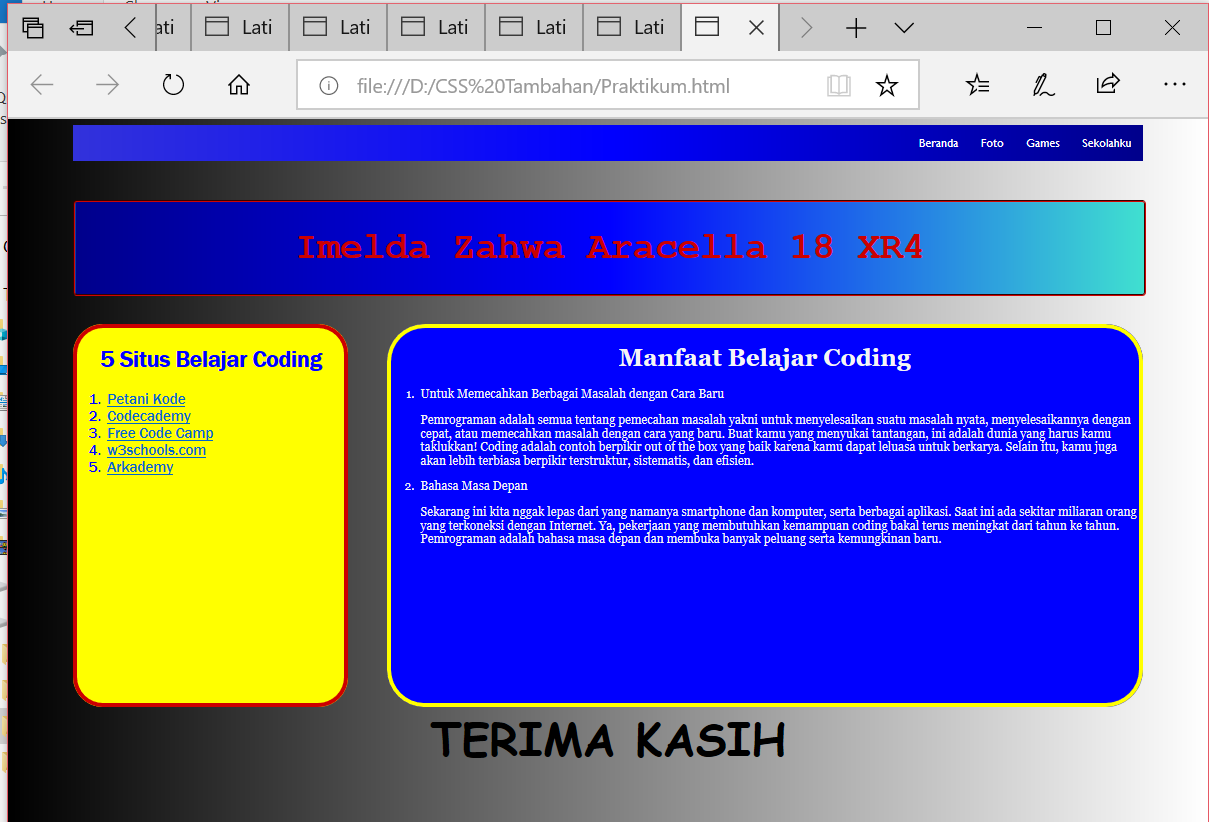 ati Lati Lati Lati Lati Lati
file:///D:/CSS%20Tambahan/Praktikum.html
Beranda Foto Games Sekolahku
Imelda Zahwa Aracella 18 XR4
5 Situs Belajar Coding
1. Petani Kode
2. Codecademy
3. Free Code Camp
4. w3schools.com
5. Arkademy
Manfaat Belajar Coding
1. Untuk Memecahkan Berbagai Masalah dengan Cara Baru
Pemrograman adalah semua tentang pemecahan masalah yakni untuk menyelesaikan suatu masalah nyata, menyelesaikannya dengan
cepat, atau memecahkan masalah dengan cara yang baru. Buat kamu yang menyukai tantangan, ini adalah dunia yang harus kamu
taklukkan! Coding adalah contoh berpikir out of the box yang baik karena kamu dapat leluasa untuk berkarya. Selain itu, kamu juga
akan lebih terbiasa berpikir terstruktur, sistematis, dan efisien.
2. Bahasa Masa Depan
Sekarang ini kita nggak lepas dari yang namanya smartphone dan komputer, serta berbagai aplikasi. Saat ini ada sekitar miliaran orang
yang terkoneksi dengan Internet. Ya, pekerjaan yang membutuhkan kemampuan coding bakal terus meningkat dari tahun ke tahun.
Pemrograman adalah bahasa masa depan dan membuka banyak peluang serta kemungkinan baru.
TERIMA KASIH